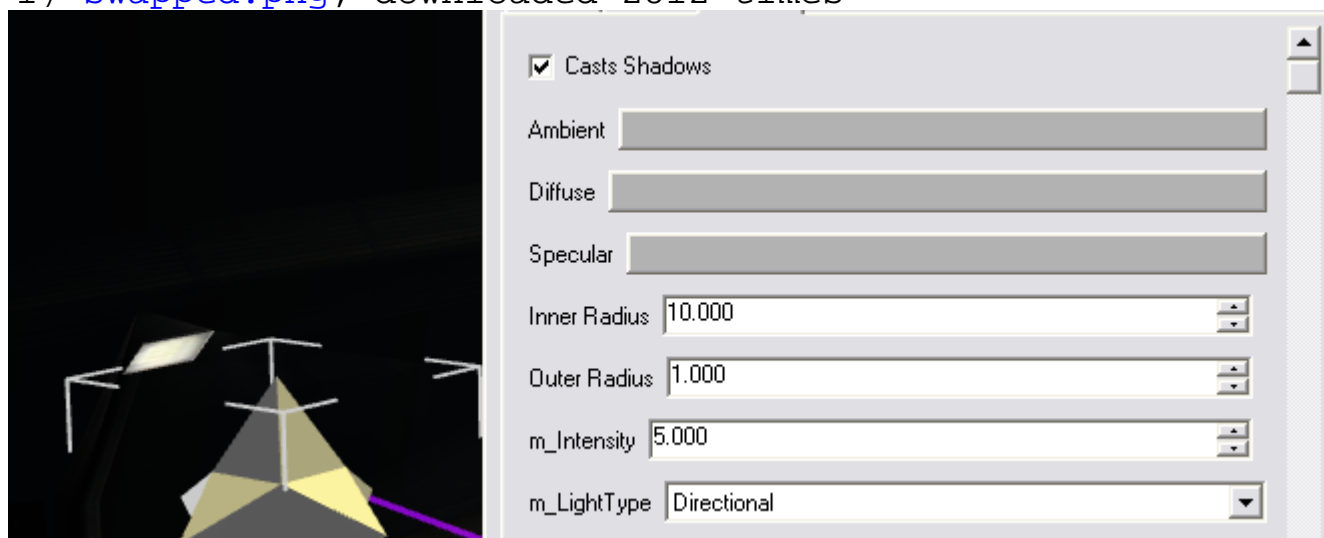 1) swapped.png, downloaded 2012 times
Casts Shadows
Ambient
Diffuse
Specular
Inner Radius 10.000
Outer Radius 1.000
m_Intensity 5.000
m_LightType Directional